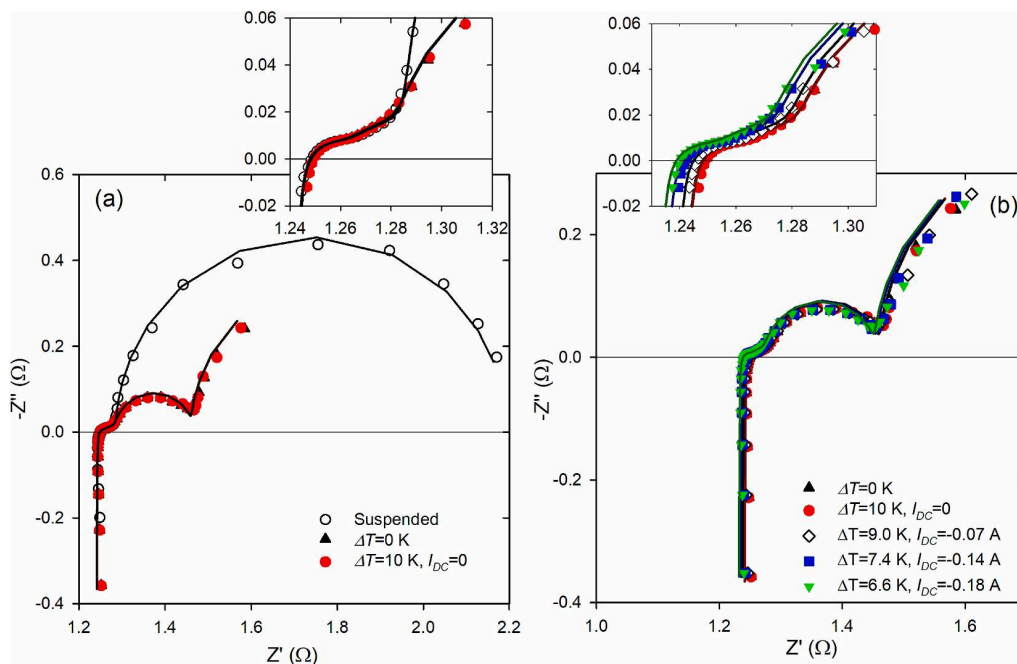 0.06
0.04
0.02
0.00
-0.02
1.24 1.26 1.28 1.30 1.32
(a)
0.6
0.4
0.2
0.0
-0.2
-0.4
-Z'' (Ω)
Suspended
ΔT=0 K
ΔT=10 K, I_DC=0
1.2 1.4 1.6 1.8 2.0 2.2
Z' (Ω)
0.06
0.04
0.02
0.00
-0.02
1.24 1.26 1.28 1.30
(b)
0.2
0.0
-0.2
-0.4
-Z'' (Ω)
ΔT=0 K
ΔT=10 K, I_DC=0
ΔT=9.0 K, I_DC=-0.07 A
ΔT=7.4 K, I_DC=-0.14 A
ΔT=6.6 K, I_DC=-0.18 A
1.0 1.2 1.4 1.6
Z' (Ω)